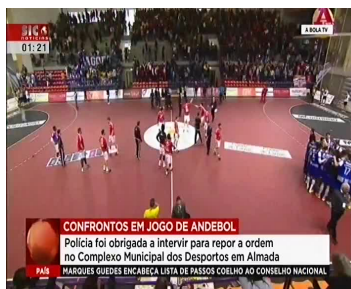 SIC
NOTÍCIAS
01:21
A BOLA TV
CONFRONTOS EM JOGO DE ANDEBOL
Polícia foi obrigada a intervir para repor a ordem
no Complexo Municipal dos Desportos em Almada
PAÍS
MARQUES GUEDES ENCABEÇA LISTA DE PASSOS COELHO AO CONSELHO NACIONAL